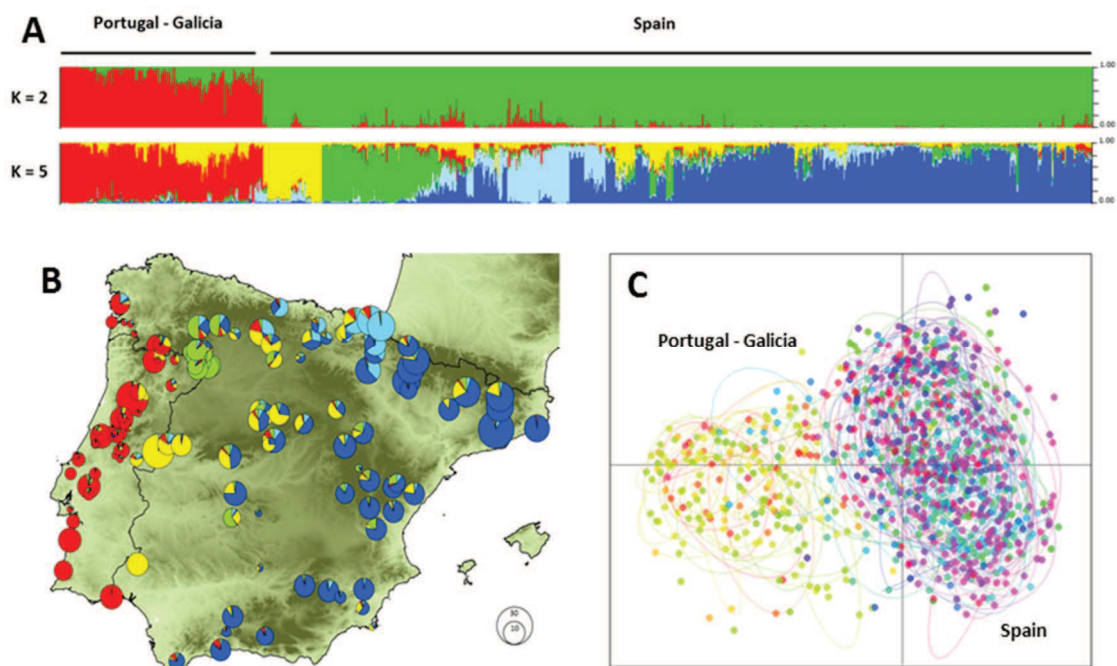 A
Portugal - Galicia
Spain
K = 2
1.00
0.00
K = 5
1.00
0.00
B
30
10
C
Portugal - Galicia
Spain